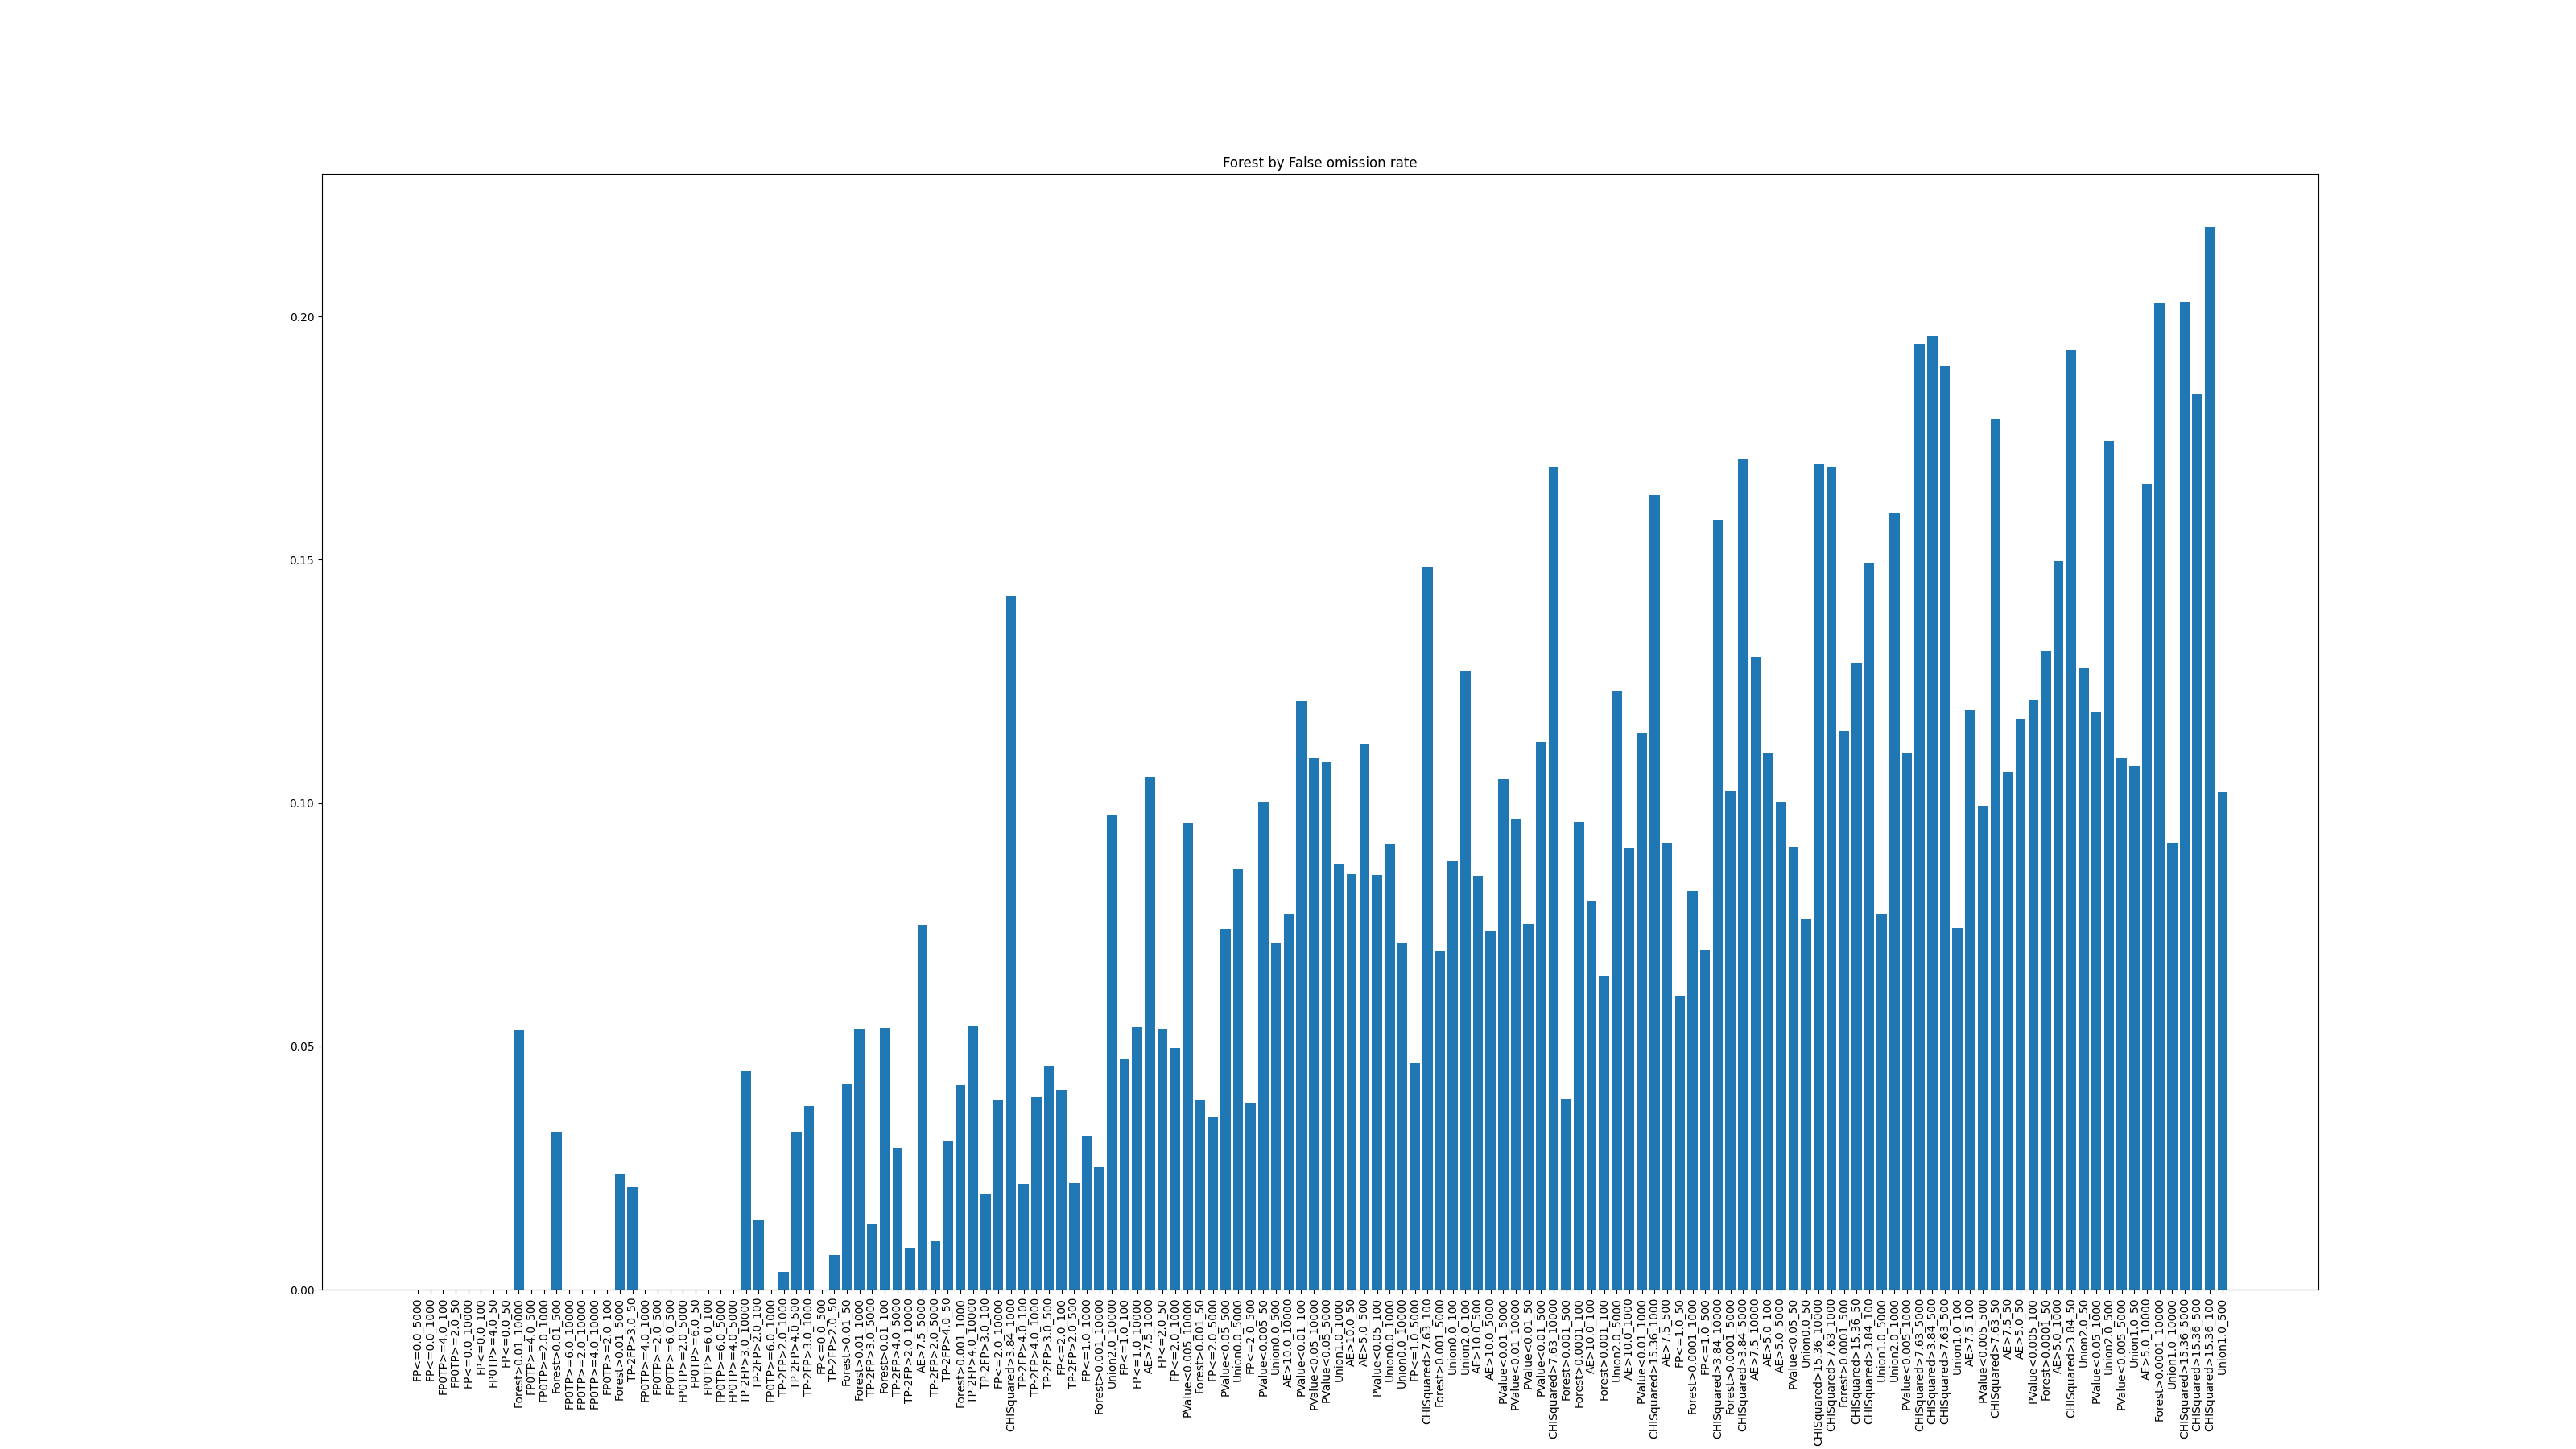 Forest by False omission rate
0.20
0.15
0.10
0.05
0.00
FP<=0.0_5000
FP<=0.0_1000
FP0TP>=4.0_100
FP0TP>=2.0_50
FP<=0.0_10000
FP<=0.0_100
FP0TP>=4.0_50
FP<=0.0_50
Forest>0.01_10000
FP0TP>=4.0_500
FP0TP>=2.0_1000
Forest>0.01_500
FP0TP>=6.0_10000
FP0TP>=2.0_10000
FP0TP>=4.0_10000
FP0TP>=2.0_100
Forest>0.01_5000
TP-2FP>3.0_50
FP0TP>=4.0_1000
FP0TP>=2.0_500
FP0TP>=6.0_500
FP0TP>=2.0_5000
FP0TP>=6.0_50
FP0TP>=6.0_100
FP0TP>=6.0_5000
FP0TP>=4.0_5000
TP-2FP>3.0_10000
TP-2FP>2.0_100
FP0TP>=6.0_1000
TP-2FP>2.0_1000
TP-2FP>4.0_500
TP-2FP>3.0_1000
FP<=0.0_500
TP-2FP>2.0_50
Forest>0.01_50
Forest>0.01_1000
TP-2FP>3.0_5000
Forest>0.01_100
TP-2FP>4.0_5000
TP-2FP>2.0_10000
AE>7.5_5000
TP-2FP>2.0_5000
TP-2FP>4.0_50
Forest>0.001_1000
TP-2FP>4.0_10000
TP-2FP>3.0_100
FP<=2.0_10000
CHISquared>3.84_1000
TP-2FP>4.0_100
TP-2FP>4.0_1000
TP-2FP>3.0_500
FP<=2.0_100
TP-2FP>2.0_500
FP<=1.0_1000
Forest>0.001_10000
Union2.0_10000
FP<=1.0_100
FP<=1.0_10000
AE>7.5_1000
FP<=2.0_50
FP<=2.0_1000
PValue<0.005_10000
Forest>0.001_50
FP<=2.0_5000
PValue<0.05_500
Union0.0_5000
FP<=2.0_500
PValue<0.005_50
Union0.0_500
AE>10.0_10000
PValue<0.01_100
PValue<0.05_10000
PValue<0.05_5000
Union1.0_1000
AE>10.0_50
AE>5.0_500
PValue<0.05_100
Union0.0_1000
Union0.0_10000
FP<=1.0_5000
CHISquared>7.63_100
Forest>0.001_5000
Union0.0_100
Union2.0_100
AE>10.0_500
AE>10.0_5000
PValue<0.01_5000
PValue<0.01_10000
PValue<0.01_50
PValue<0.01_500
CHISquared>7.63_10000
Forest>0.001_500
Forest>0.0001_100
AE>10.0_100
Forest>0.001_100
Union2.0_5000
AE>10.0_1000
PValue<0.01_1000
CHISquared>15.36_1000
AE>7.5_500
FP<=1.0_50
Forest>0.0001_1000
FP<=1.0_500
CHISquared>3.84_10000
Forest>0.0001_5000
CHISquared>3.84_5000
AE>7.5_10000
AE>5.0_100
AE>5.0_5000
PValue<0.05_50
Union0.0_50
CHISquared>15.36_10000
CHISquared>7.63_1000
Forest>0.0001_500
CHISquared>15.36_50
CHISquared>3.84_100
Union1.0_5000
Union2.0_1000
PValue<0.005_1000
CHISquared>7.63_5000
CHISquared>3.84_500
CHISquared>7.63_500
Union1.0_100
AE>7.5_100
PValue<0.005_500
CHISquared>7.63_50
AE>7.5_50
AE>5.0_50
PValue<0.005_100
Forest>0.0001_50
AE>5.0_1000
CHISquared>3.84_50
Union2.0_50
PValue<0.05_1000
Union2.0_500
PValue<0.005_5000
Union1.0_50
AE>5.0_10000
Forest>0.0001_10000
Union1.0_10000
CHISquared>15.36_5000
CHISquared>15.36_500
CHISquared>15.36_100
Union1.0_500